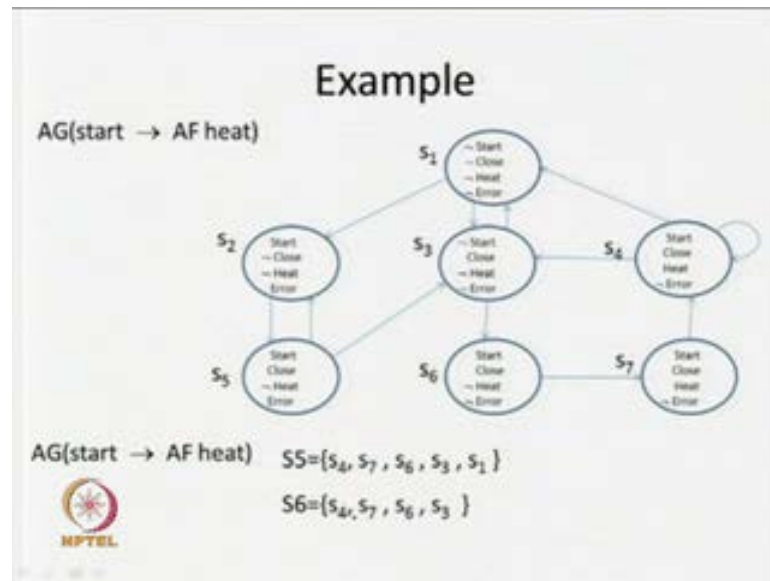 Example
AG(start → AF heat)
S₁
¬ Start
¬ Close
¬ Heat
¬ Error
S₂
Start
¬ Close
¬ Heat
Error
S₃
¬ Start
Close
¬ Heat
¬ Error
S₄
Start
Close
Heat
¬ Error
S₅
Start
Close
¬ Heat
Error
S₆
Start
Close
¬ Heat
¬ Error
S₇
Start
Close
Heat
¬ Error
AG(start → AF heat)
S5={s₄, s₇ , s₆ , s₃ , s₁ }
S6={s₄,, s₇ , s₆ , s₃ }
NPTEL